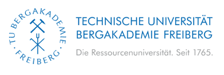 TU BERGAKADEMIE
FREIBERG
TECHNISCHE UNIVERSITÄT
BERGAKADEMIE FREIBERG
Die Ressourcenuniversität. Seit 1765.